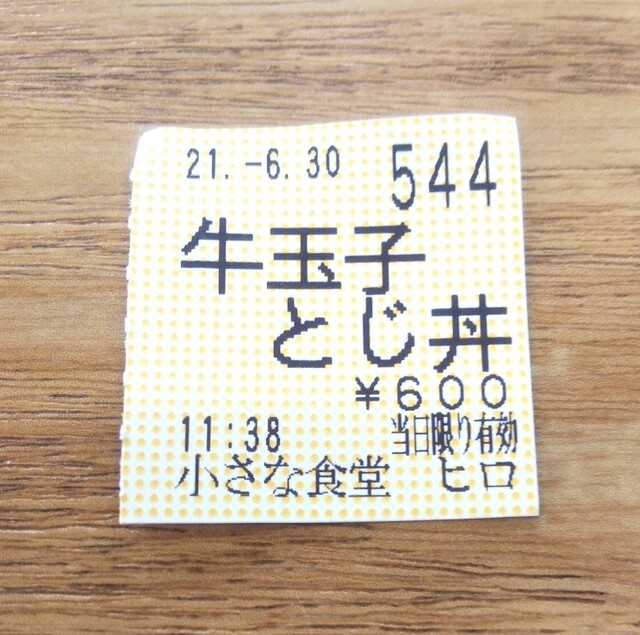 21.-6.30 544
牛玉子
とじ丼
¥600
11:38 当日限り有効
小さな食堂 ヒロ